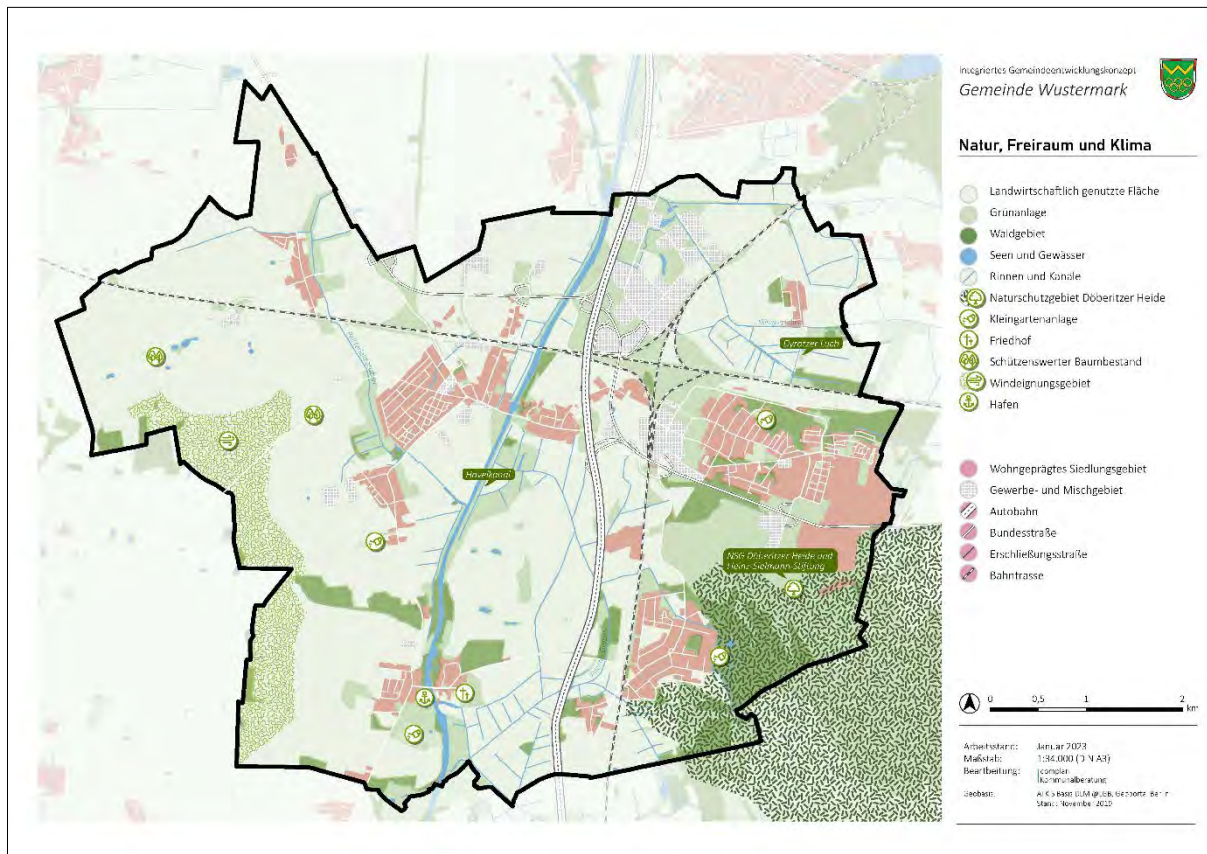 Integriertes Gemeindeentwicklungskonzept
Gemeinde Wustermark
Natur, Freiraum und Klima
Landwirtschaftlich genutzte Fläche
Grünanlage
Waldgebiet
Seen und Gewässer
Rinnen und Kanäle
Naturschutzgebiet Döberitzer Heide
Kleingartenanlage
Friedhof
Schützenswerter Baumbestand
Windeignungsgebiet
Hafen
Wohngeprägtes Siedlungsgebiet
Gewerbe- und Mischgebiet
Autobahn
Bundesstraße
Erschließungsstraße
Bahntrasse
0 0,5 1 2
km
Arbeitsstand: Januar 2023
Maßstab: 1:34.000 (DIN A3)
Bearbeitung: complan
Kommunalberatung
Geobasis:
Stand: November 2019
Dyrotzer Luch
Havelkanal
NSG Döberitzer Heide und
Heinz-Sielmann-Stiftung